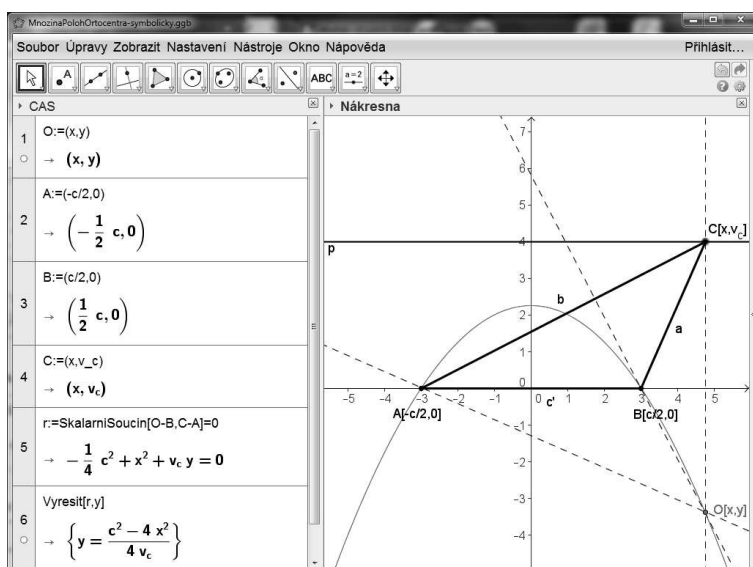 MnozinaPolohOrtocentra-symbolicky.ggb
Soubor Úpravy Zobrazit Nastavení Nástroje Okno Nápověda Přihlásit...
A ABC a=2
CAS
1 O:=(x,y)
→ (x, y)
2 A:=(-c/2,0)
→ (-1/2 c,0)
3 B:=(c/2,0)
→ (1/2 c,0)
4 C:=(x,v_c)
→ (x, v_c)
5 r:=SkalarniSoucin[O-B,C-A]=0
→ -1/4 c² + x² + v_c y = 0
6 Vyresit[r,y]
→ {y = (c² - 4 x²)/(4 v_c)}
Nákresna
7
6
5
4
3
2
1
0
-1
-2
-3
-4
-5 -4 -3 -2 -1 0 1 2 3 4 5
p
C[x,v_C]
b
a
c'
A[-c/2,0]
B[c/2,0]
O[x,y]